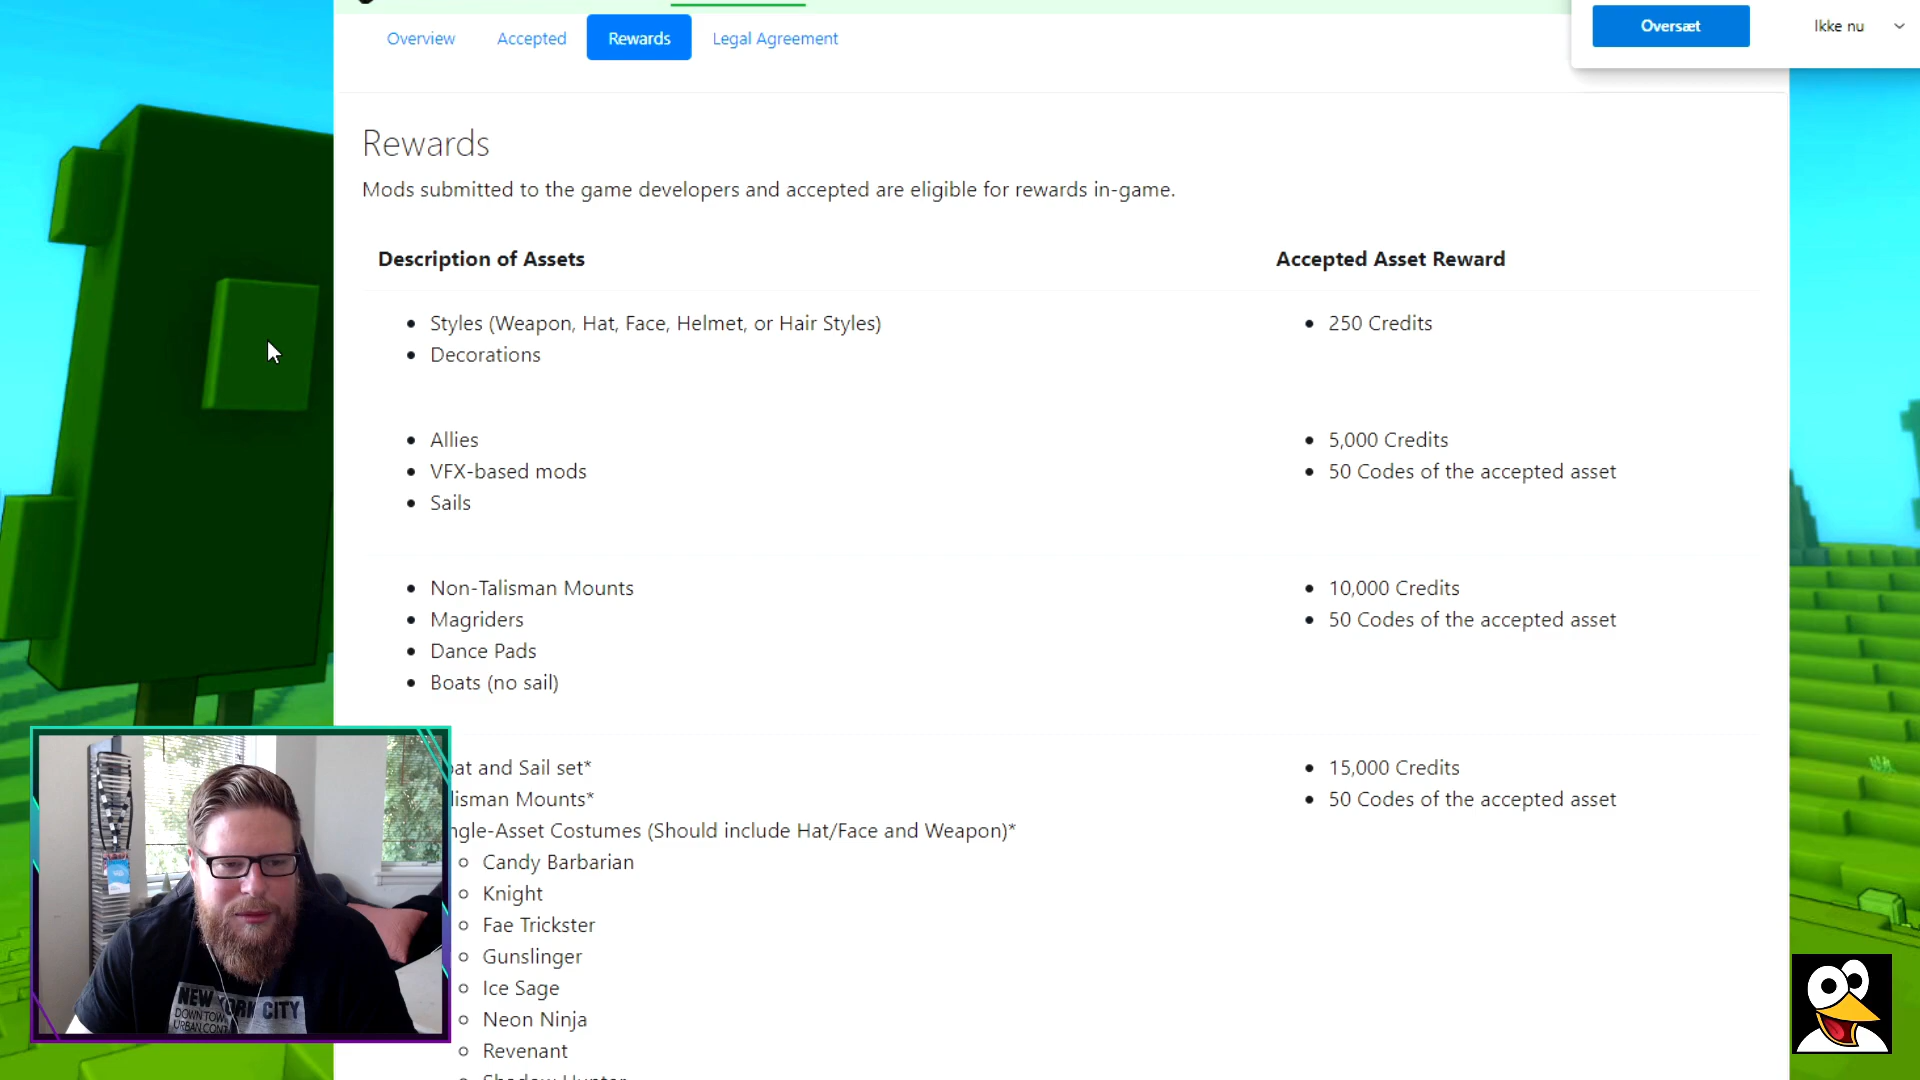 Overview Accepted Rewards Legal Agreement
Oversæt Ikke nu
Rewards
Mods submitted to the game developers and accepted are eligible for rewards in-game.
Description of Assets Accepted Asset Reward
Styles (Weapon, Hat, Face, Helmet, or Hair Styles) 250 Credits
Decorations
Allies 5,000 Credits
VFX-based mods 50 Codes of the accepted asset
Sails
Non-Talisman Mounts 10,000 Credits
Magriders 50 Codes of the accepted asset
Dance Pads
Boats (no sail)
and Sail set* 15,000 Credits
Mounts* 50 Codes of the accepted asset
Costumes (Should include Hat/Face and Weapon)*
Candy Barbarian
Knight
Fae Trickster
Gunslinger
Ice Sage
Neon Ninja
Revenant
NEW YORK CITY
DOWNTOWN